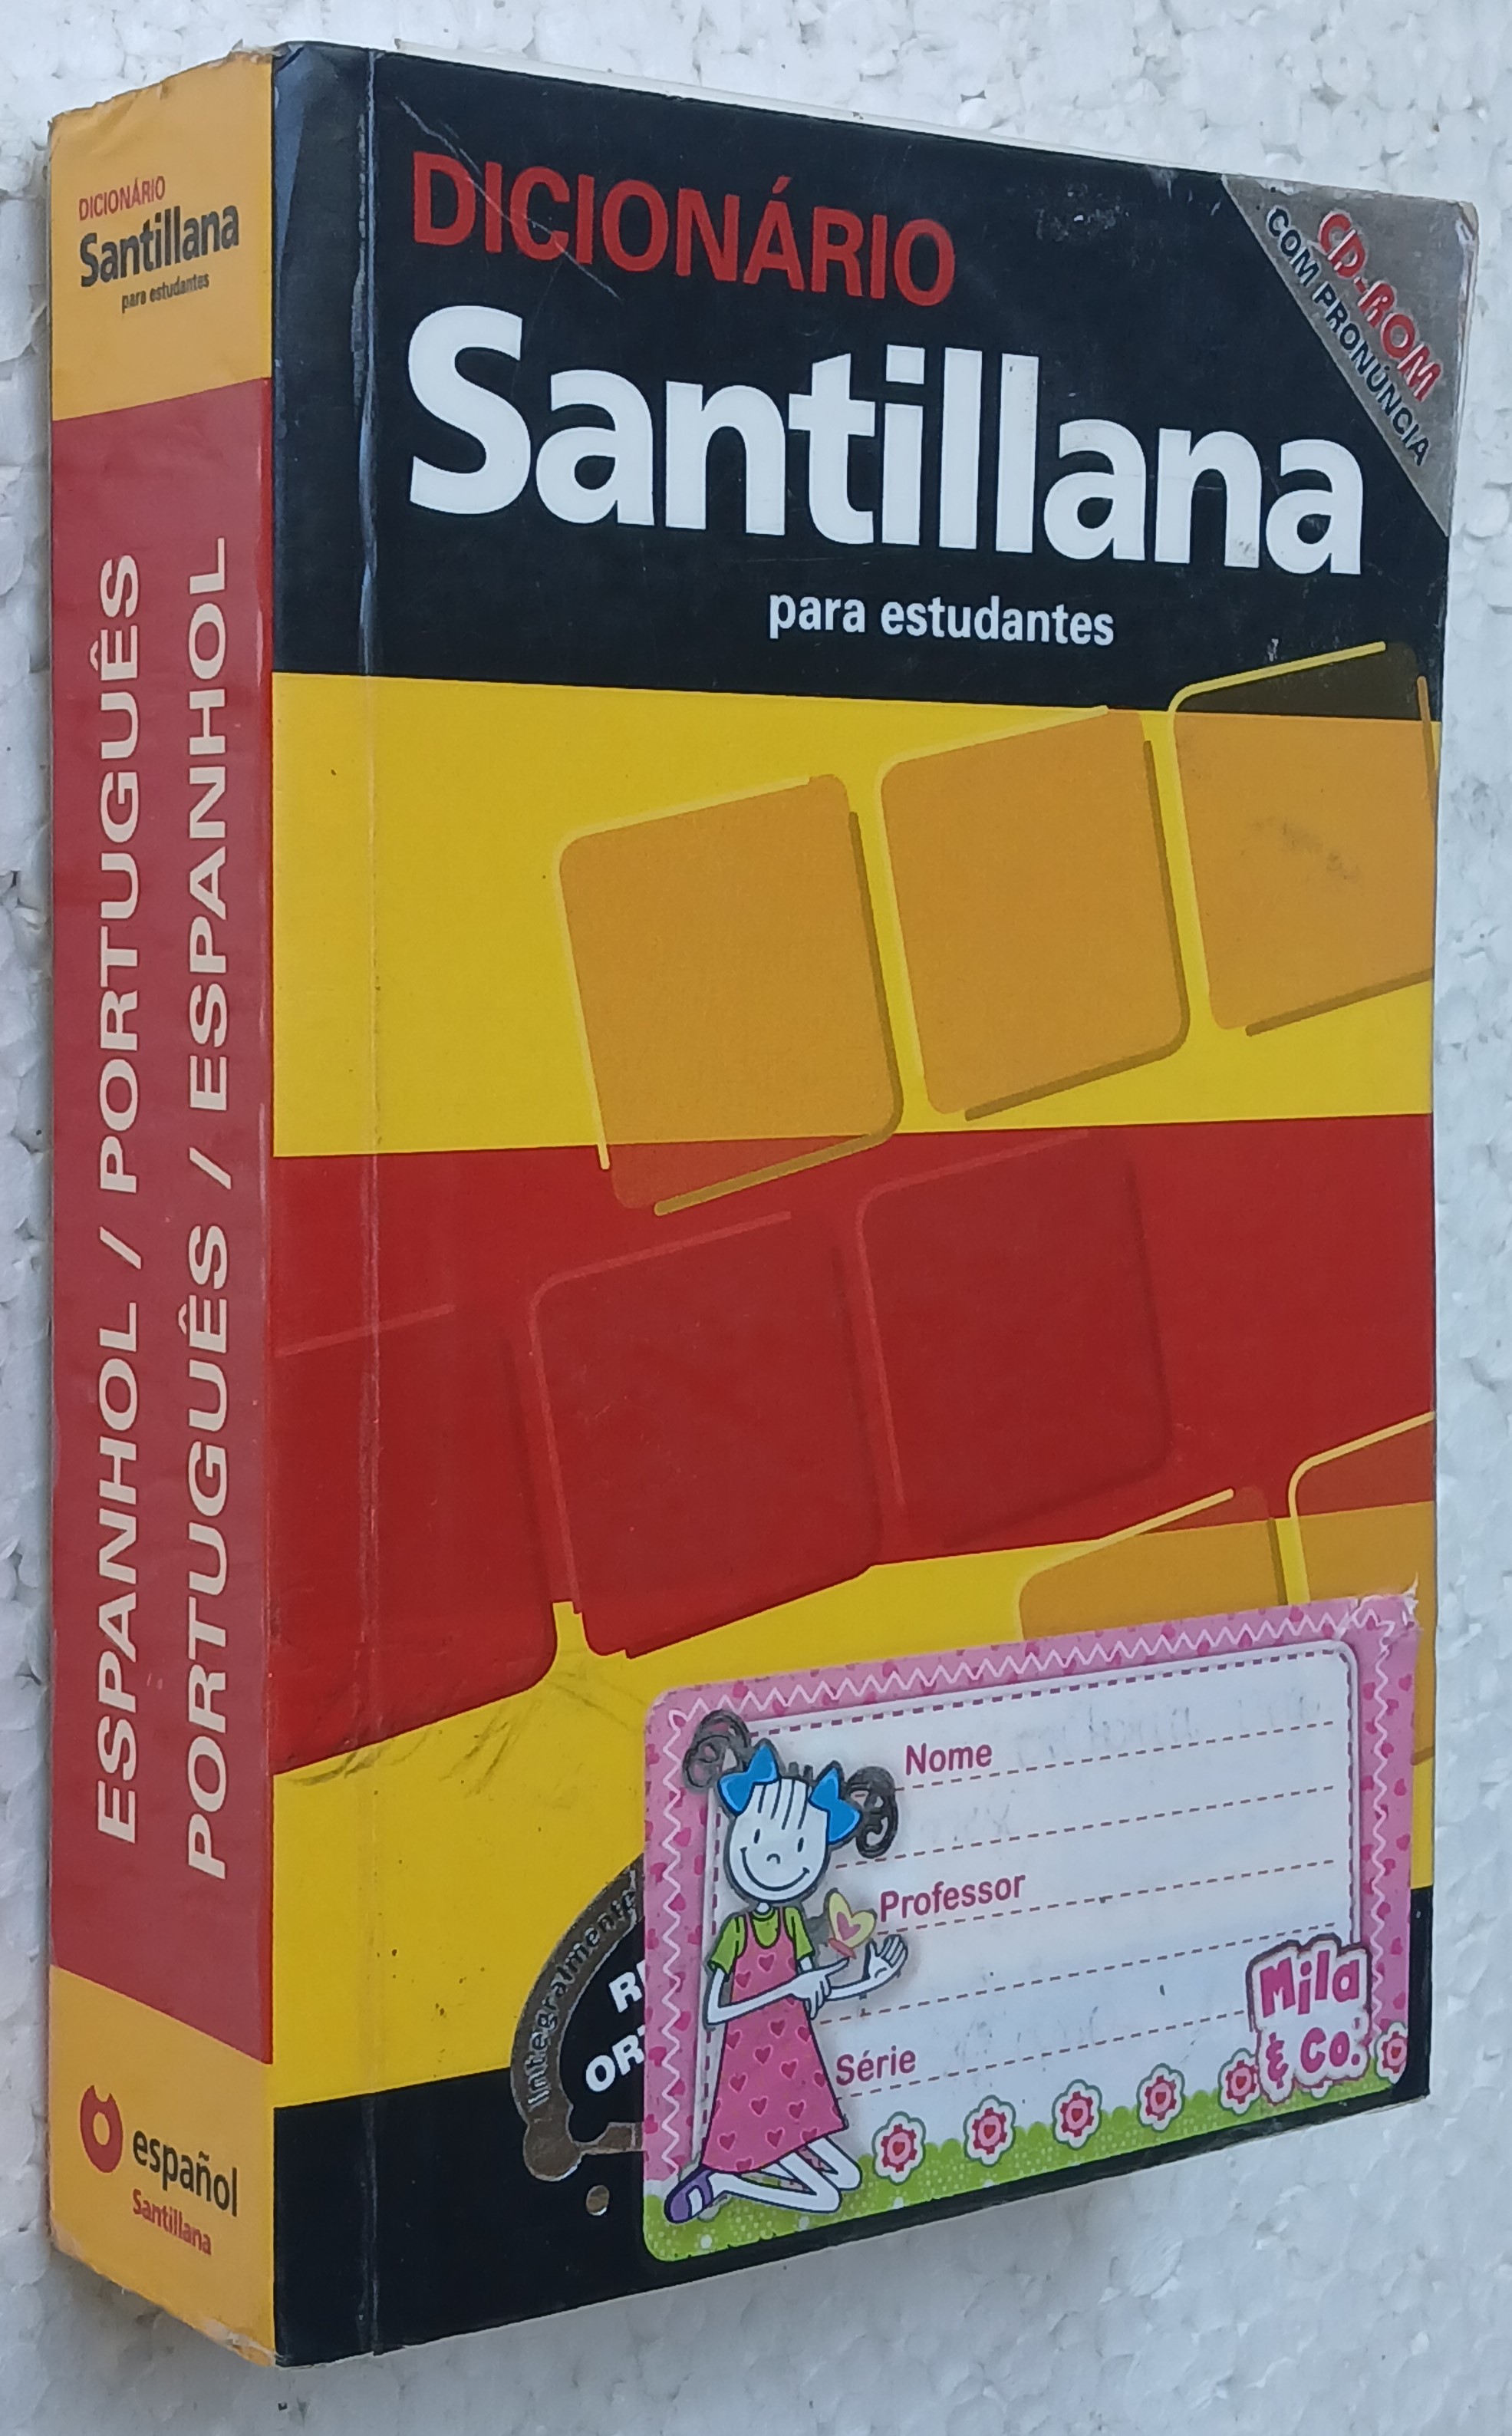 DICIONÁRIO
Santillana
para estudantes
ESPANHOL / PORTUGUÊS
PORTUGUÊS / ESPANHOL
español
Santillana
DICIONÁRIO
Santillana
para estudantes
CD-ROM
COM PRONÚNCIA
Integralmente
Nome
Professor
Série
Mila
& Co.